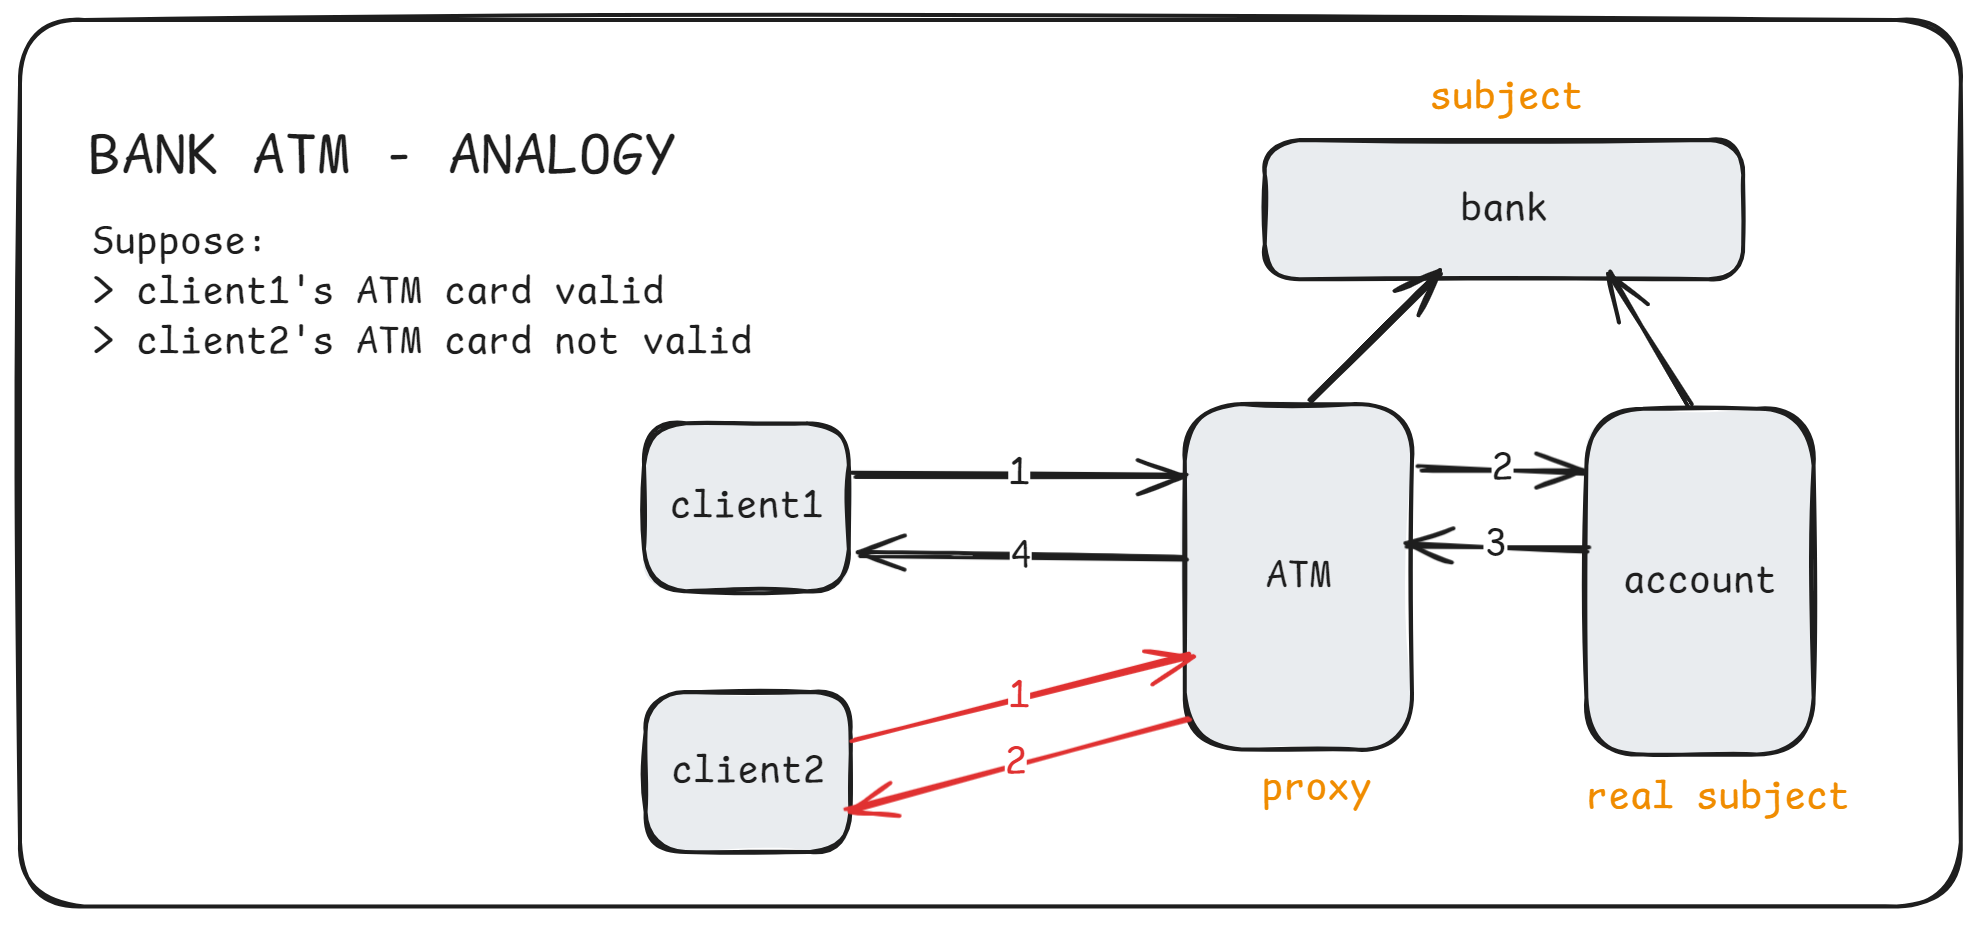 BANK ATM - ANALOGY
Suppose:
> client1's ATM card valid
> client2's ATM card not valid
subject
bank
client1
1
4
ATM
2
3
account
client2
1
2
proxy
real subject